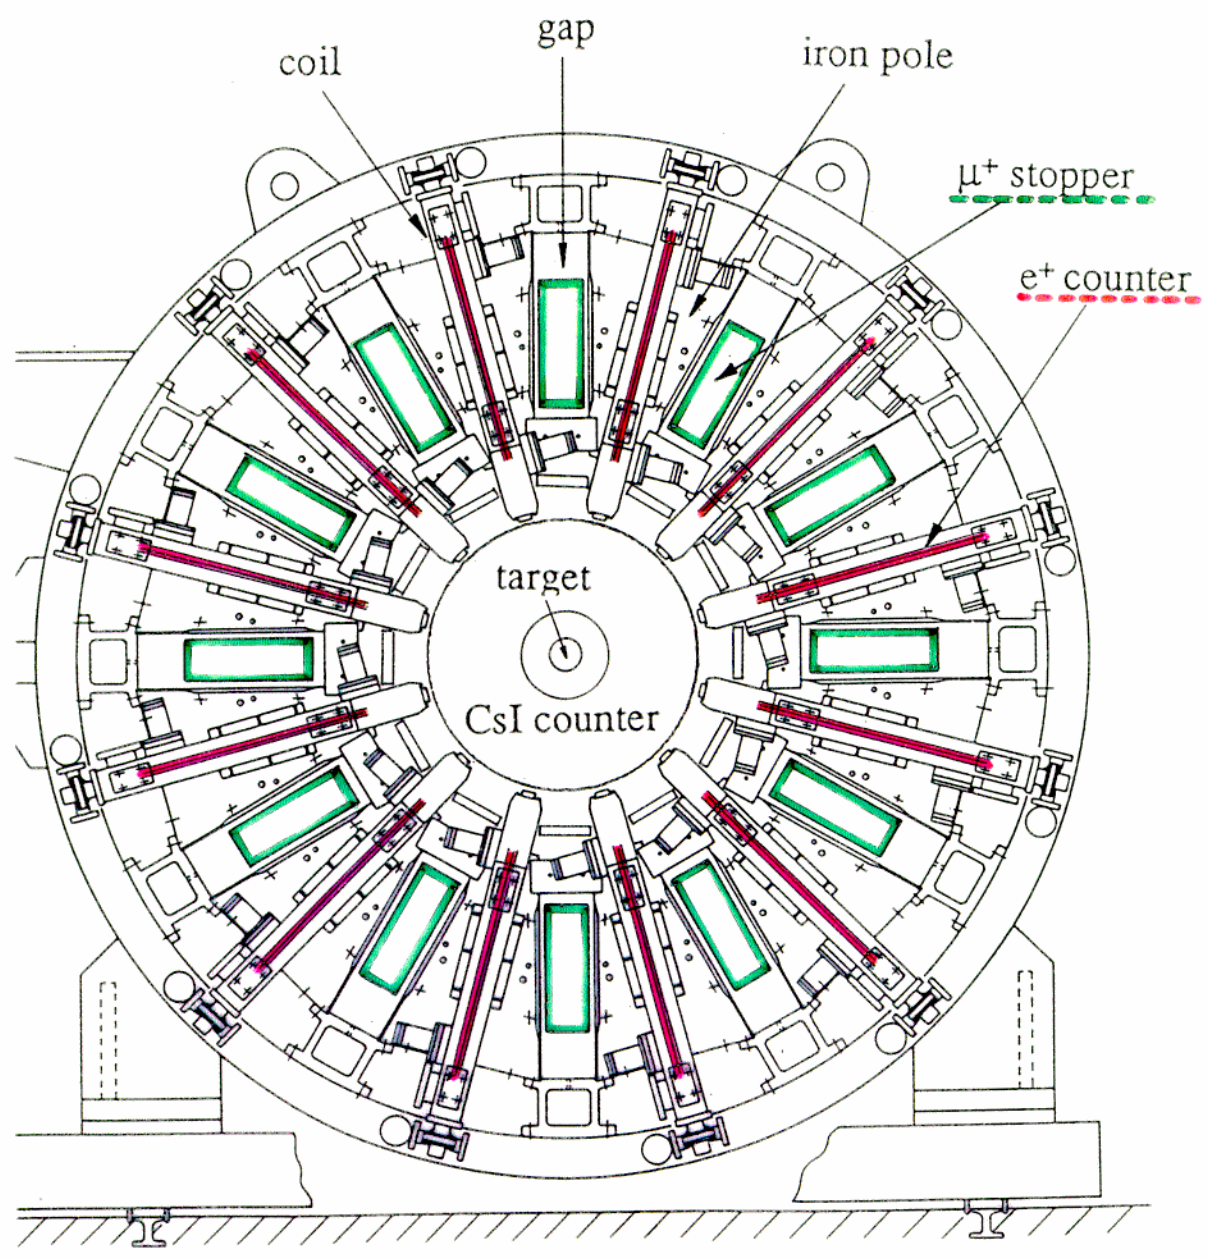 gap
coil
iron pole
μ⁺ stopper
e⁺ counter
target
CsI counter